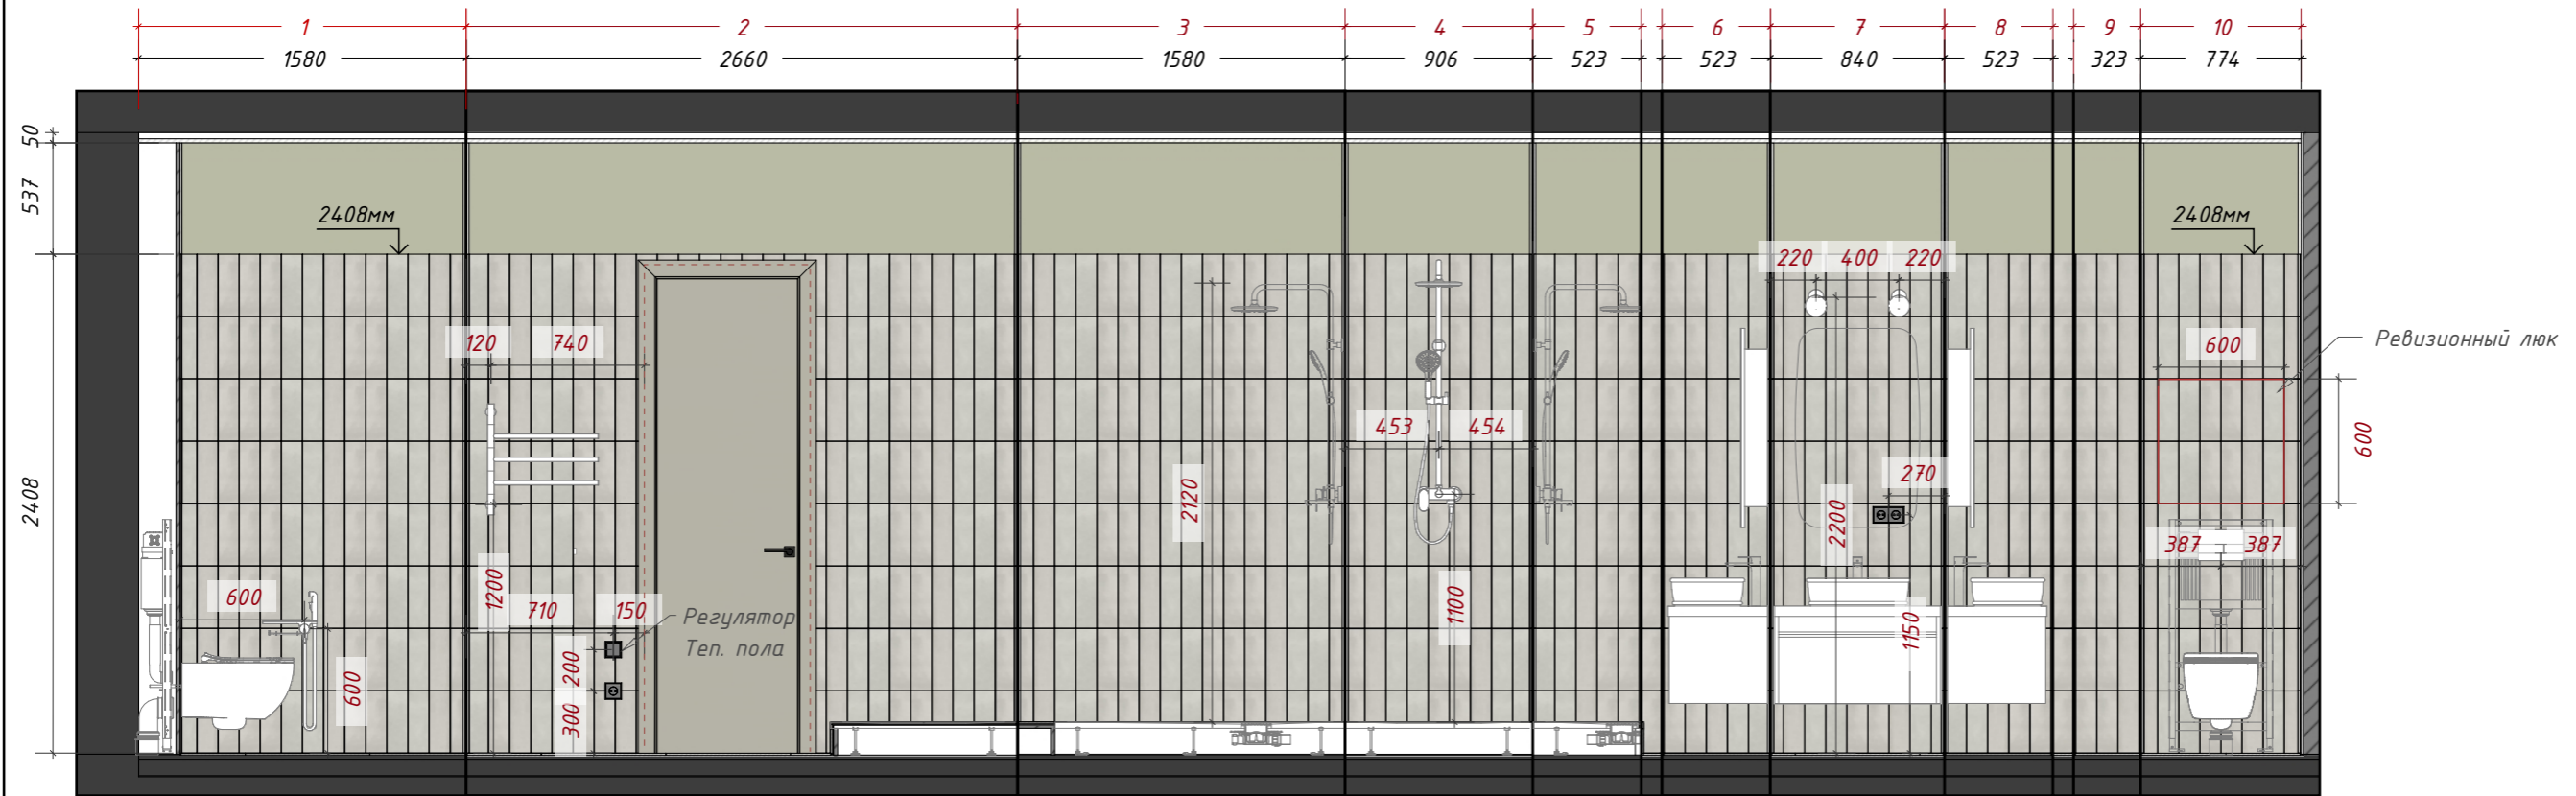 1 2 3 4 5 6 7 8 9 10
1580 2660 1580 906 523 523 840 523 323 774
50
537
2408мм 2408мм
220 400 220
120 740 600 Ревизионный люк
453 454 600
270
2408 2120 2200
387 387
600 1200 710 150 1100 1150
Регулятор
Теп. пола
600 200
300